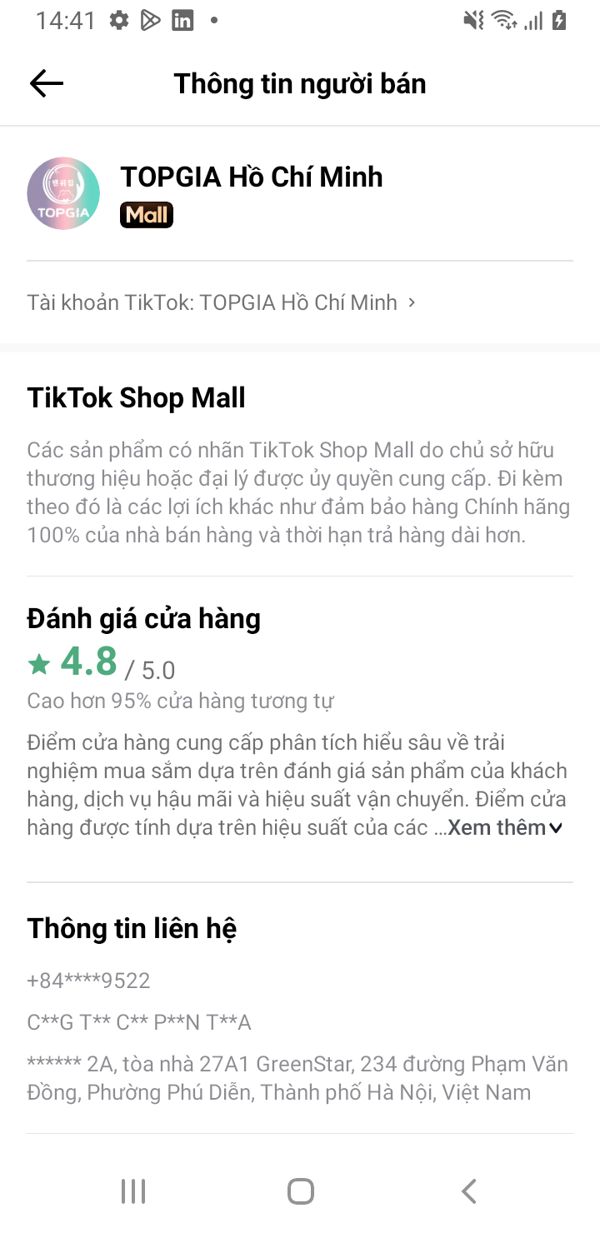 14:41
Thông tin người bán
TOPGIA Hồ Chí Minh
TOPGIA
Mall
Tài khoản TikTok: TOPGIA Hồ Chí Minh >
TikTok Shop Mall
Các sản phẩm có nhãn TikTok Shop Mall do chủ sở hữu
thương hiệu hoặc đại lý được ủy quyền cung cấp. Đi kèm
theo đó là các lợi ích khác như đảm bảo hàng Chính hãng
100% của nhà bán hàng và thời hạn trả hàng dài hơn.
Đánh giá cửa hàng
4.8 / 5.0
Cao hơn 95% cửa hàng tương tự
Điểm cửa hàng cung cấp phân tích hiểu sâu về trải
nghiệm mua sắm dựa trên đánh giá sản phẩm của khách
hàng, dịch vụ hậu mãi và hiệu suất vận chuyển. Điểm cửa
hàng được tính dựa trên hiệu suất của các ...Xem thêm
Thông tin liên hệ
+84****9522
C**G T** C** P**N T**A
****** 2A, tòa nhà 27A1 GreenStar, 234 đường Phạm Văn
Đồng, Phường Phú Diễn, Thành phố Hà Nội, Việt Nam